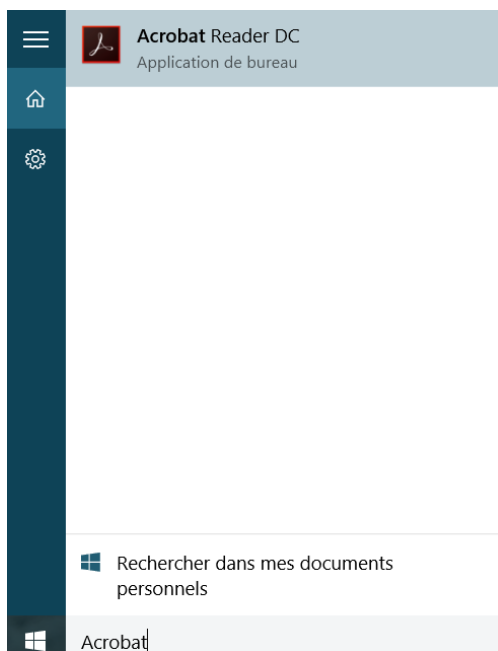 Acrobat Reader DC
Application de bureau
Rechercher dans mes documents
personnels
Acrobat